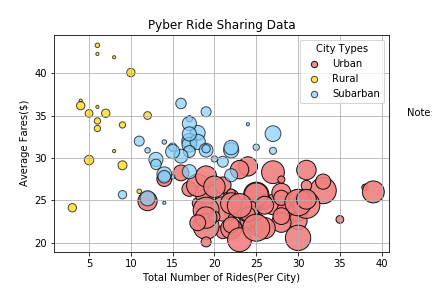 Pyber Ride Sharing Data
City Types
Urban
Rural
Subarban
Note:
Average Fares($)
40
35
30
25
20
5
10
15
20
25
30
35
40
Total Number of Rides(Per City)